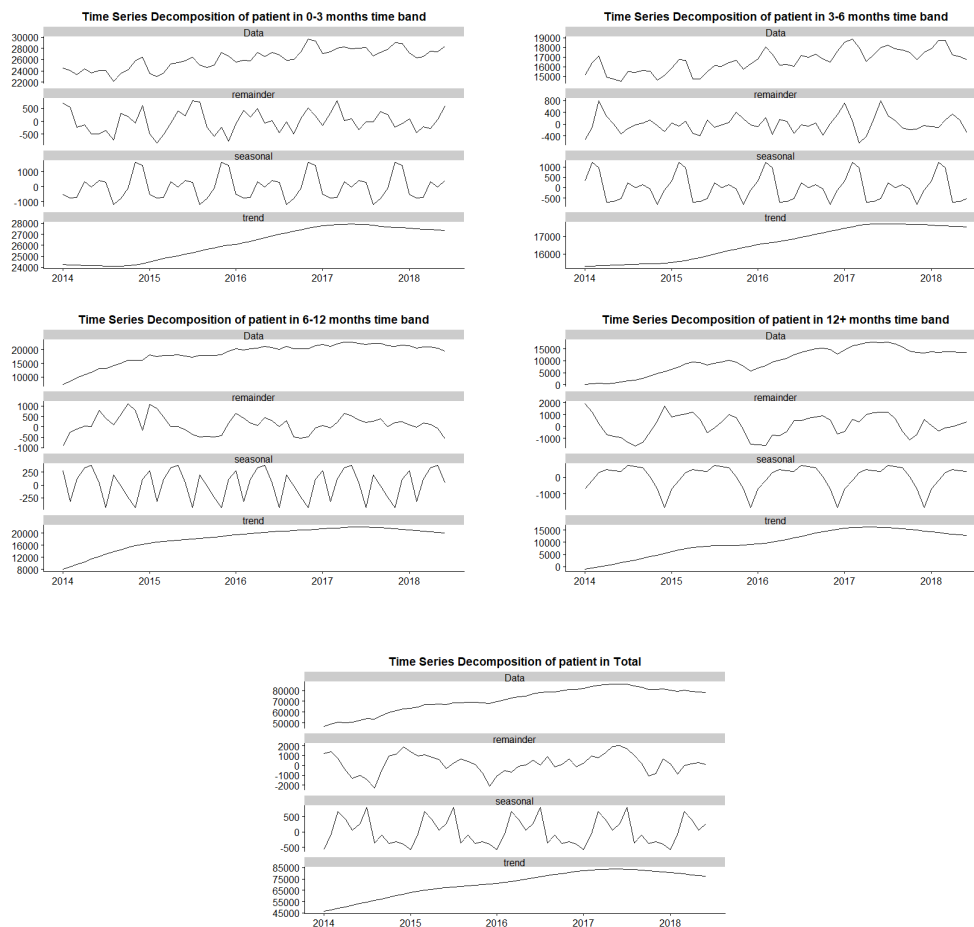 Time Series Decomposition of patient in 0-3 months time band
Data
30000
28000
26000
24000
22000
remainder
500
0
-500
seasonal
1000
0
-1000
trend
28000
27000
26000
25000
24000
2014 2015 2016 2017 2018
Time Series Decomposition of patient in 3-6 months time band
Data
19000
18000
17000
16000
15000
remainder
800
400
0
-400
seasonal
1000
500
0
-500
trend
17000
16000
2014 2015 2016 2017 2018
Time Series Decomposition of patient in 6-12 months time band
Data
20000
15000
10000
remainder
1000
500
0
-500
-1000
seasonal
250
0
-250
trend
20000
16000
12000
8000
2014 2015 2016 2017 2018
Time Series Decomposition of patient in 12+ months time band
Data
15000
10000
5000
0
remainder
2000
1000
0
-1000
seasonal
0
-1000
trend
15000
10000
5000
0
2014 2015 2016 2017 2018
Time Series Decomposition of patient in Total
Data
80000
70000
60000
50000
remainder
2000
1000
0
-1000
-2000
seasonal
500
0
-500
trend
85000
75000
65000
55000
45000
2014 2015 2016 2017 2018